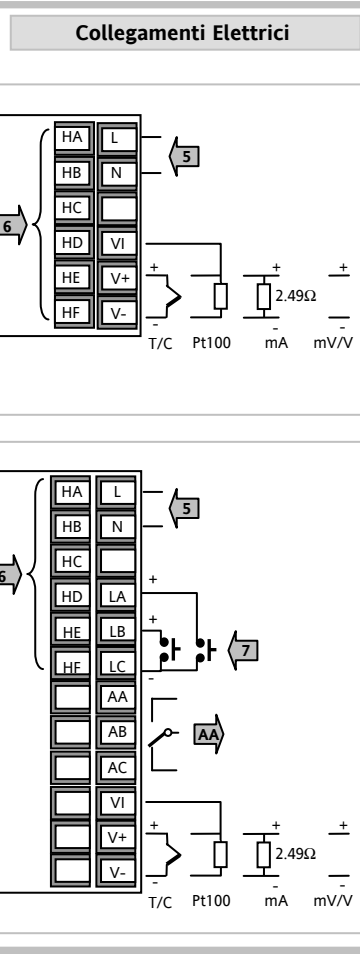 Collegamenti Elettrici
HA L
5
HB N
HC
6
HD VI
HE V+ + + +
2.49Ω
HF V- - - -
T/C Pt100 mA mV/V
HA L
5
HB N
HC
6
+
HD LA
+
HE LB
7
HF LC
-
AA
AB AA
AC
VI
V+ + + +
2.49Ω
V- - - -
T/C Pt100 mA mV/V